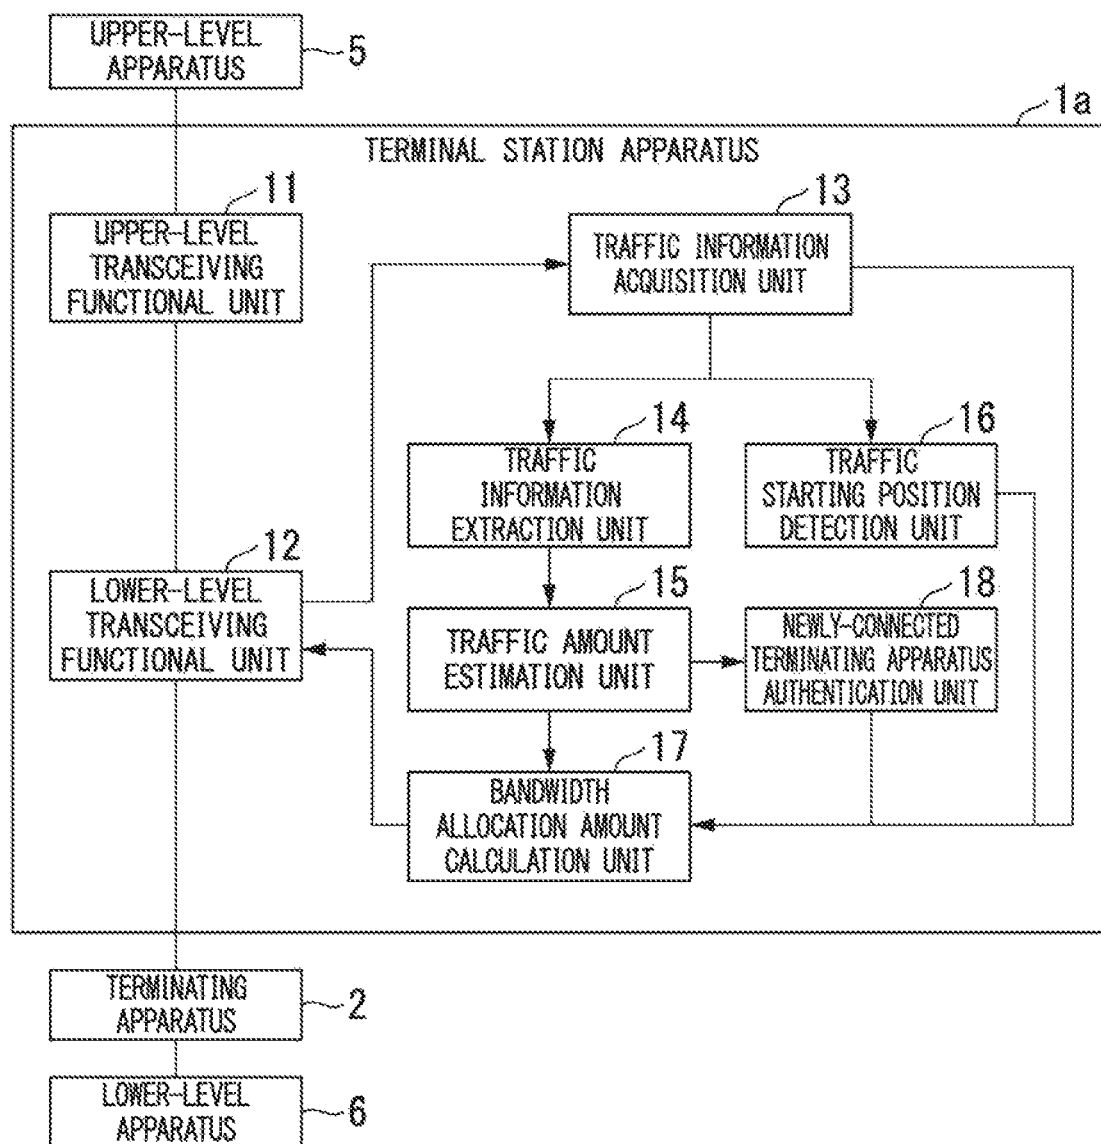 UPPER-LEVEL
APPARATUS
5
1a
TERMINAL STATION APPARATUS
11
UPPER-LEVEL
TRANSCEIVING
FUNCTIONAL UNIT
13
TRAFFIC INFORMATION
ACQUISITION UNIT
14
TRAFFIC
INFORMATION
EXTRACTION UNIT
16
TRAFFIC
STARTING POSITION
DETECTION UNIT
12
LOWER-LEVEL
TRANSCEIVING
FUNCTIONAL UNIT
15
TRAFFIC AMOUNT
ESTIMATION UNIT
18
NEWLY-CONNECTED
TERMINATING APPARATUS
AUTHENTICATION UNIT
17
BANDWIDTH
ALLOCATION AMOUNT
CALCULATION UNIT
TERMINATING
APPARATUS
2
LOWER-LEVEL
APPARATUS
6